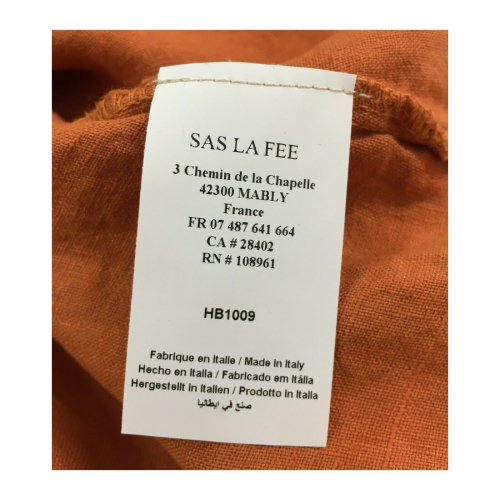 SAS LA FEE
3 Chemin de la Chapelle
42300 MABLY
France
FR 07 487 641 664
CA # 28402
RN # 108961
HB1009
Fabrique en Italie / Made in Italy
Hecho en Italia / Fabricado em Itália
Hergestellt in Italien / Prodotto in Italia
صنع في ايطاليا